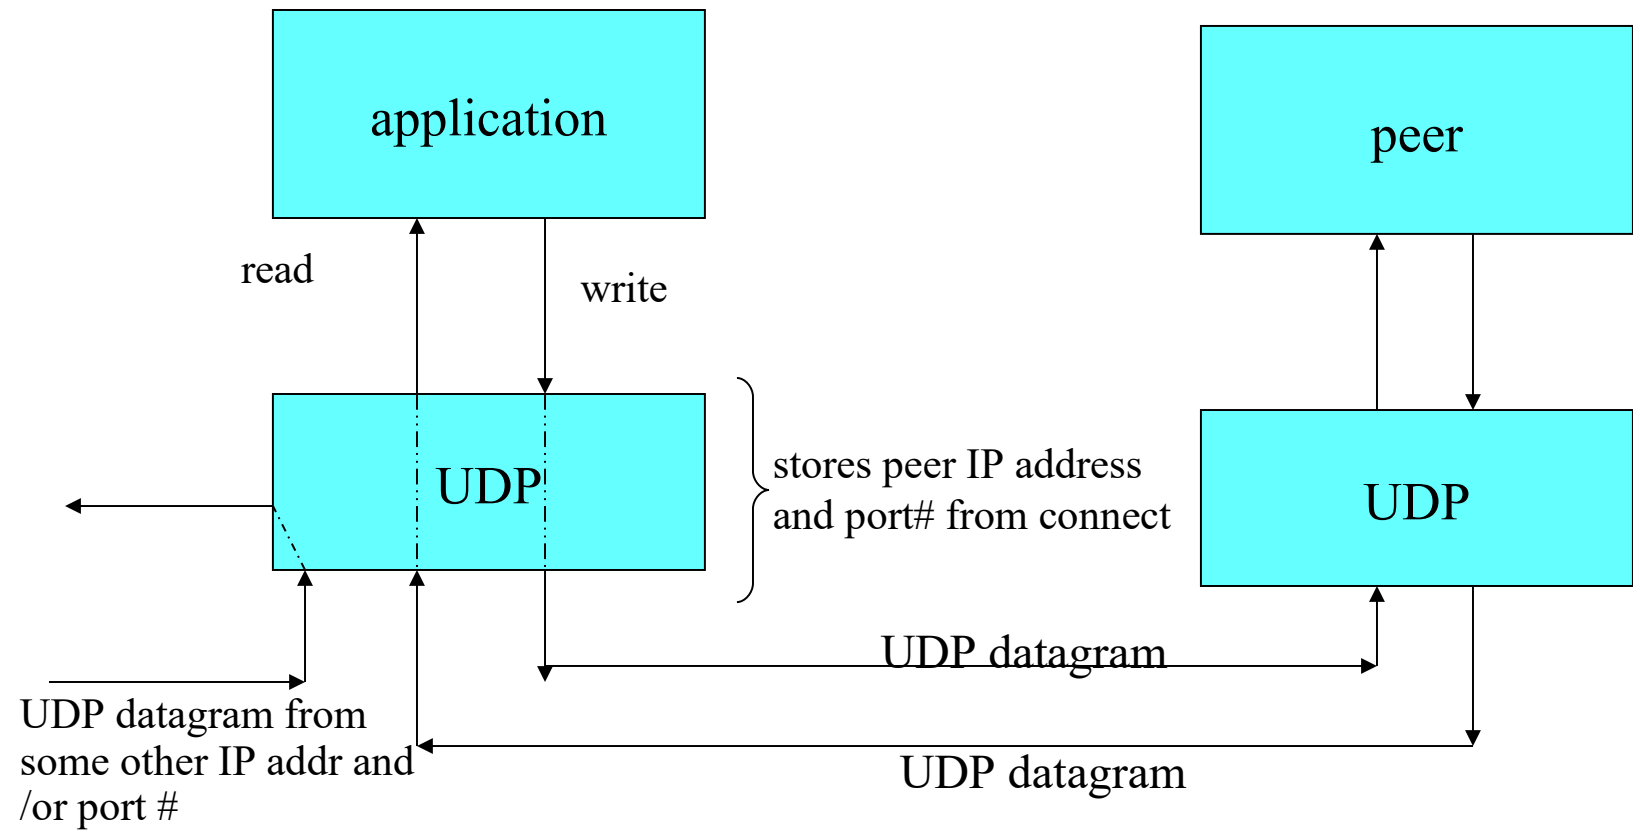 application
peer
read
write
UDP
stores peer IP address
and port# from connect
UDP
UDP datagram
UDP datagram from
some other IP addr and
/or port #
UDP datagram